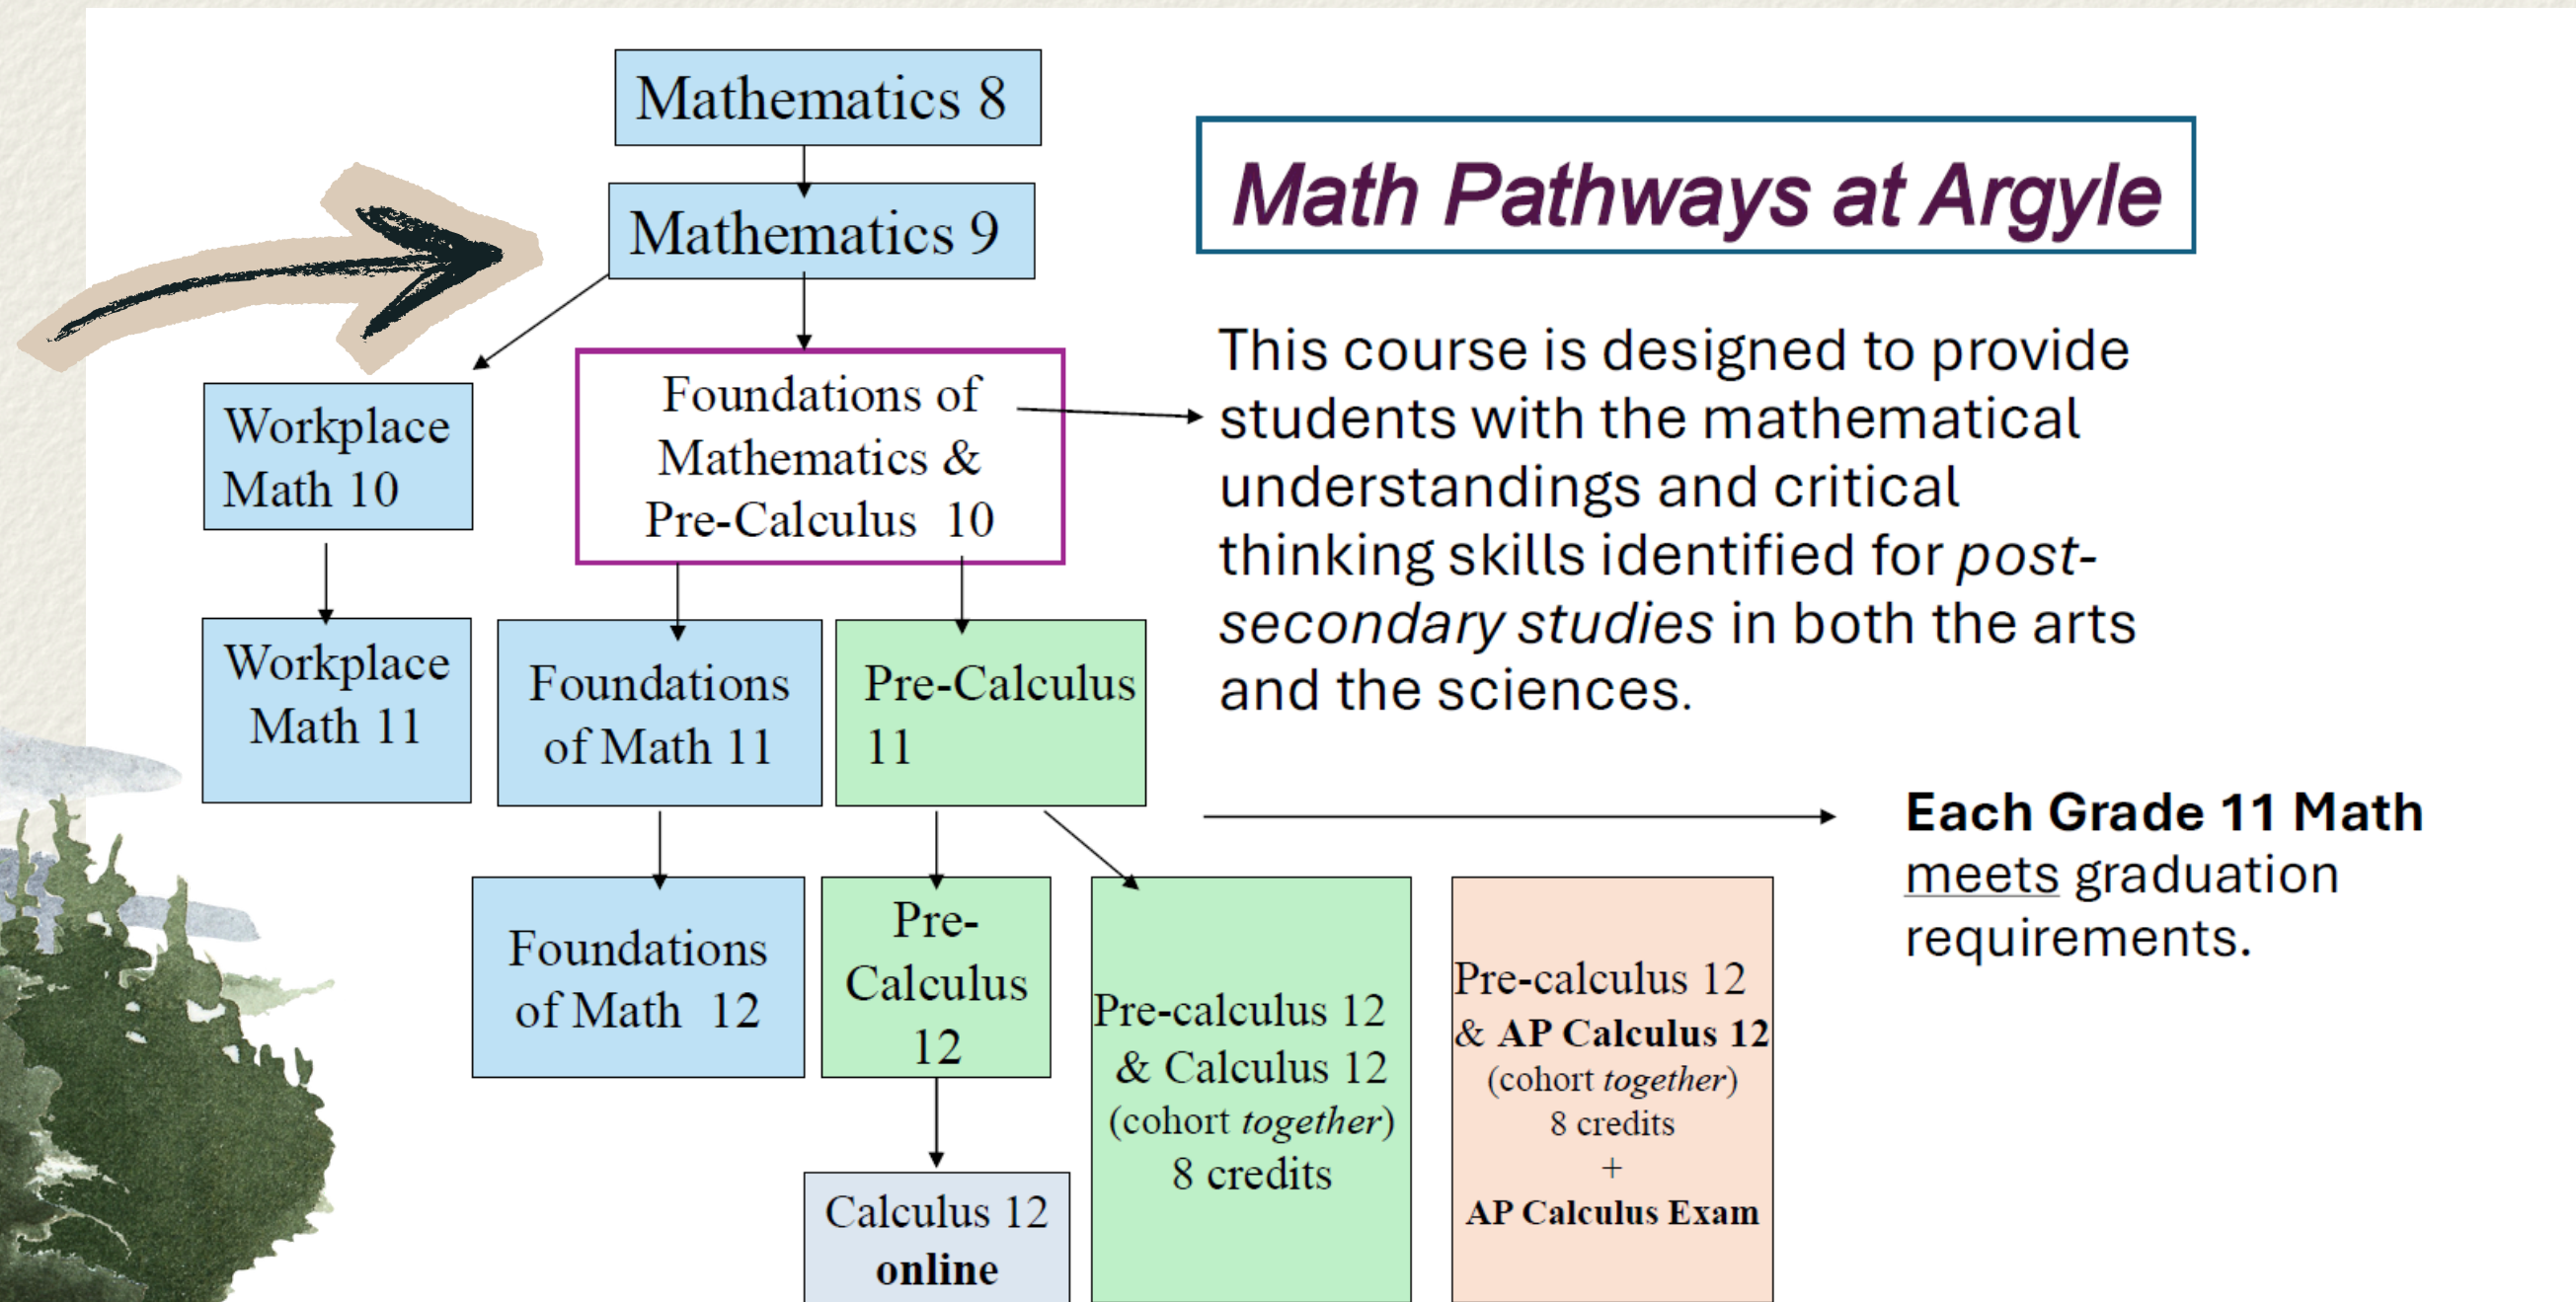 Mathematics 8
Math Pathways at Argyle
Mathematics 9
This course is designed to provide
students with the mathematical
understandings and critical
thinking skills identified for post-
secondary studies in both the arts
and the sciences.
Workplace
Math 10
Foundations of
Mathematics &
Pre-Calculus 10
Workplace
Math 11
Foundations
of Math 11
Pre-Calculus
11
Each Grade 11 Math
meets graduation
requirements.
Foundations
of Math 12
Pre-
Calculus
12
Pre-calculus 12
& Calculus 12
(cohort together)
8 credits
Pre-calculus 12
& AP Calculus 12
(cohort together)
8 credits
+
AP Calculus Exam
Calculus 12
online